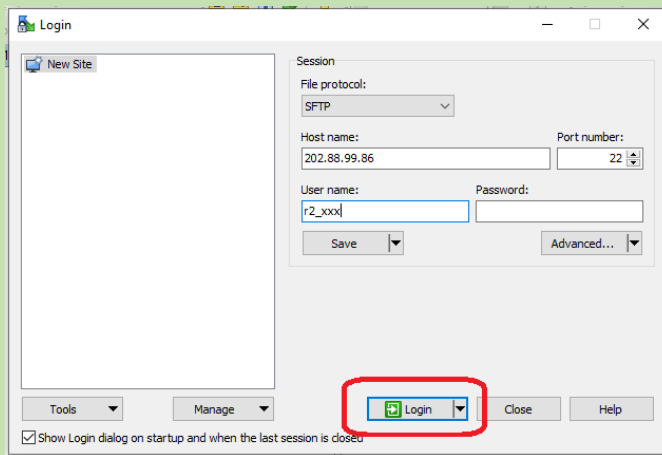 Login
New Site
Session
File protocol:
SFTP
Host name:
Port number:
202.88.99.86
22
User name:
Password:
r2_xxx
Save
Advanced...
Tools
Manage
Login
Close
Help
Show Login dialog on startup and when the last session is closed